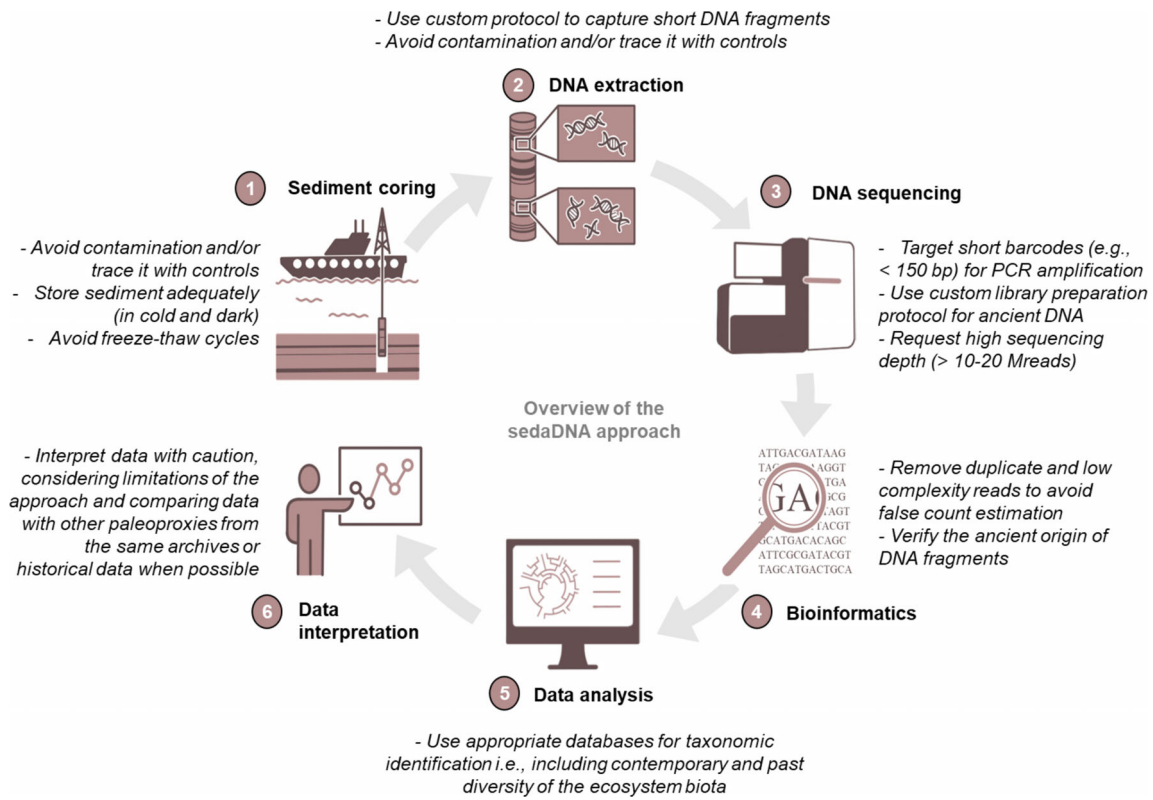 - Use custom protocol to capture short DNA fragments
- Avoid contamination and/or trace it with controls
2 DNA extraction
1 Sediment coring
- Avoid contamination and/or
trace it with controls
- Store sediment adequately
(in cold and dark)
- Avoid freeze-thaw cycles
3 DNA sequencing
- Target short barcodes (e.g.,
< 150 bp) for PCR amplification
- Use custom library preparation
protocol for ancient DNA
- Request high sequencing
depth (> 10-20 Mreads)
Overview of the
sedaDNA approach
ATTGACGATAAG
GAC
GCATGACACAGC
ATTCGCGATACGT
TAGCATGACTGCA
- Remove duplicate and low
complexity reads to avoid
false count estimation
- Verify the ancient origin of
DNA fragments
4 Bioinformatics
5 Data analysis
- Use appropriate databases for taxonomic
identification i.e., including contemporary and past
diversity of the ecosystem biota
- Interpret data with caution,
considering limitations of the
approach and comparing data
with other paleoproxies from
the same archives or
historical data when possible
6 Data
interpretation